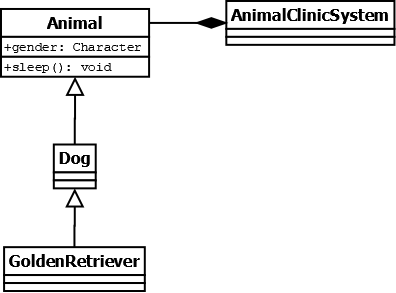 Animal
+gender: Character
+sleep(): void
AnimalClinicSystem
Dog
GoldenRetriever